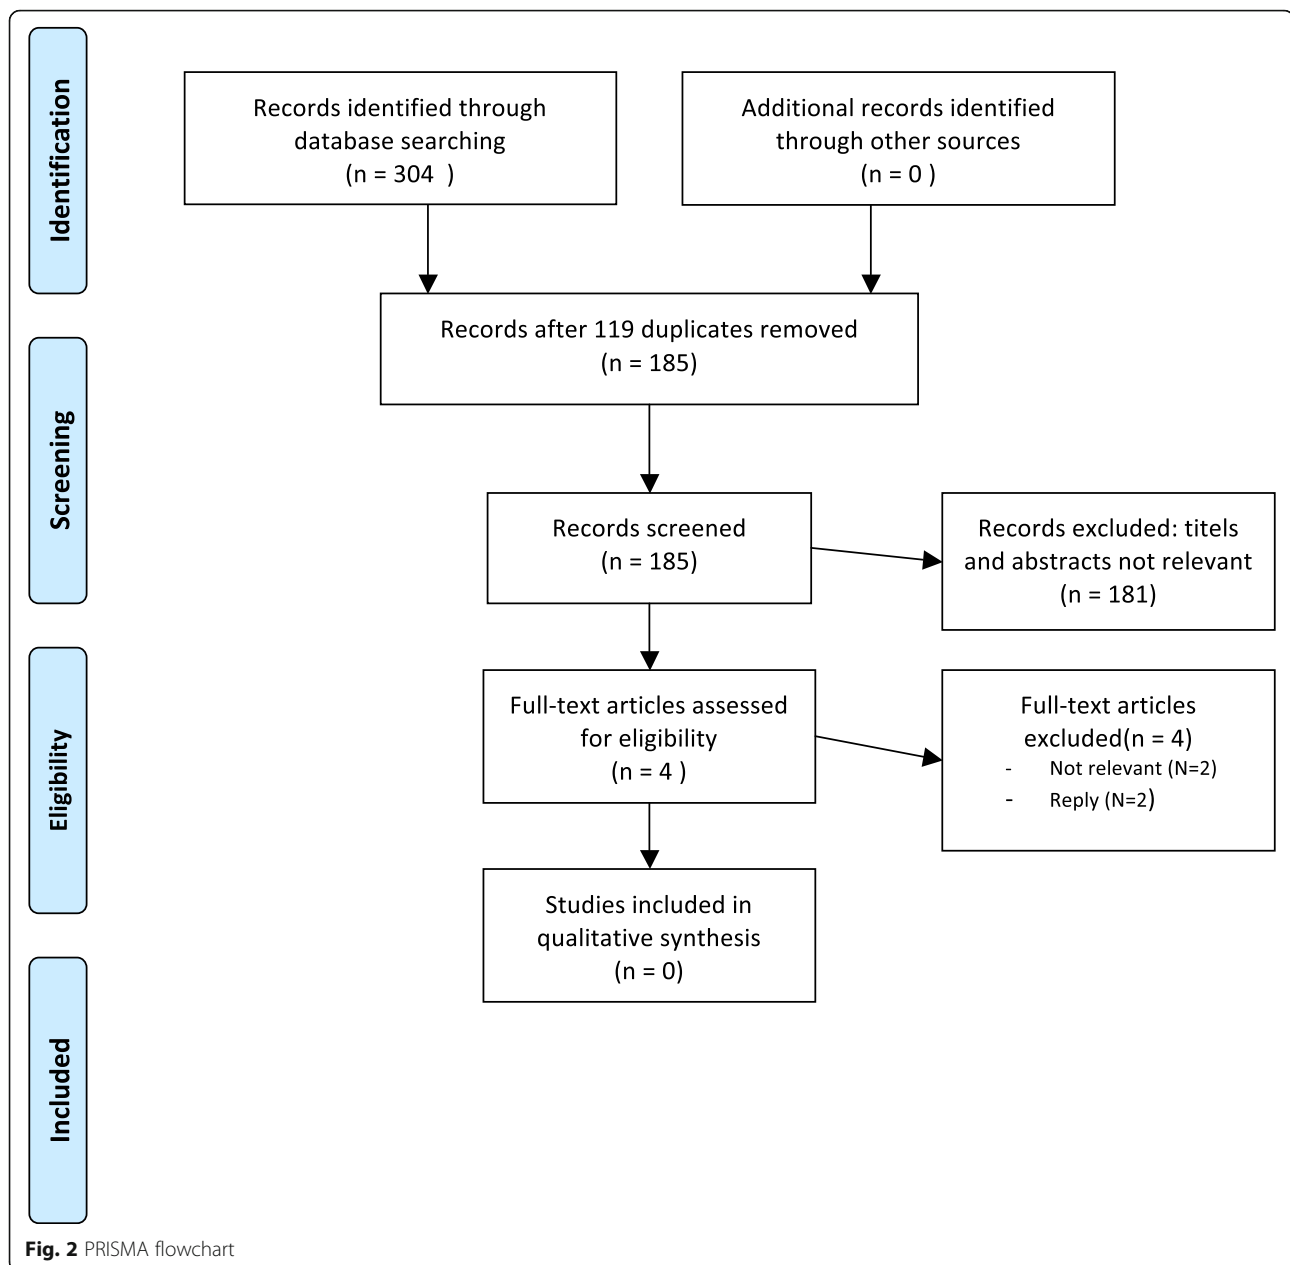 Identification
Records identified through
database searching
(n = 304  )
Additional records identified
through other sources
(n = 0 )
Records after 119 duplicates removed
(n = 185)
Screening
Records screened
(n = 185)
Records excluded: titels
and abstracts not relevant
(n = 181)
Eligibility
Full-text articles assessed
for eligibility
(n = 4 )
Full-text articles
excluded(n = 4)
- Not relevant (N=2)
- Reply (N=2)
Studies included in
qualitative synthesis
(n = 0)
Included
Fig. 2 PRISMA flowchart